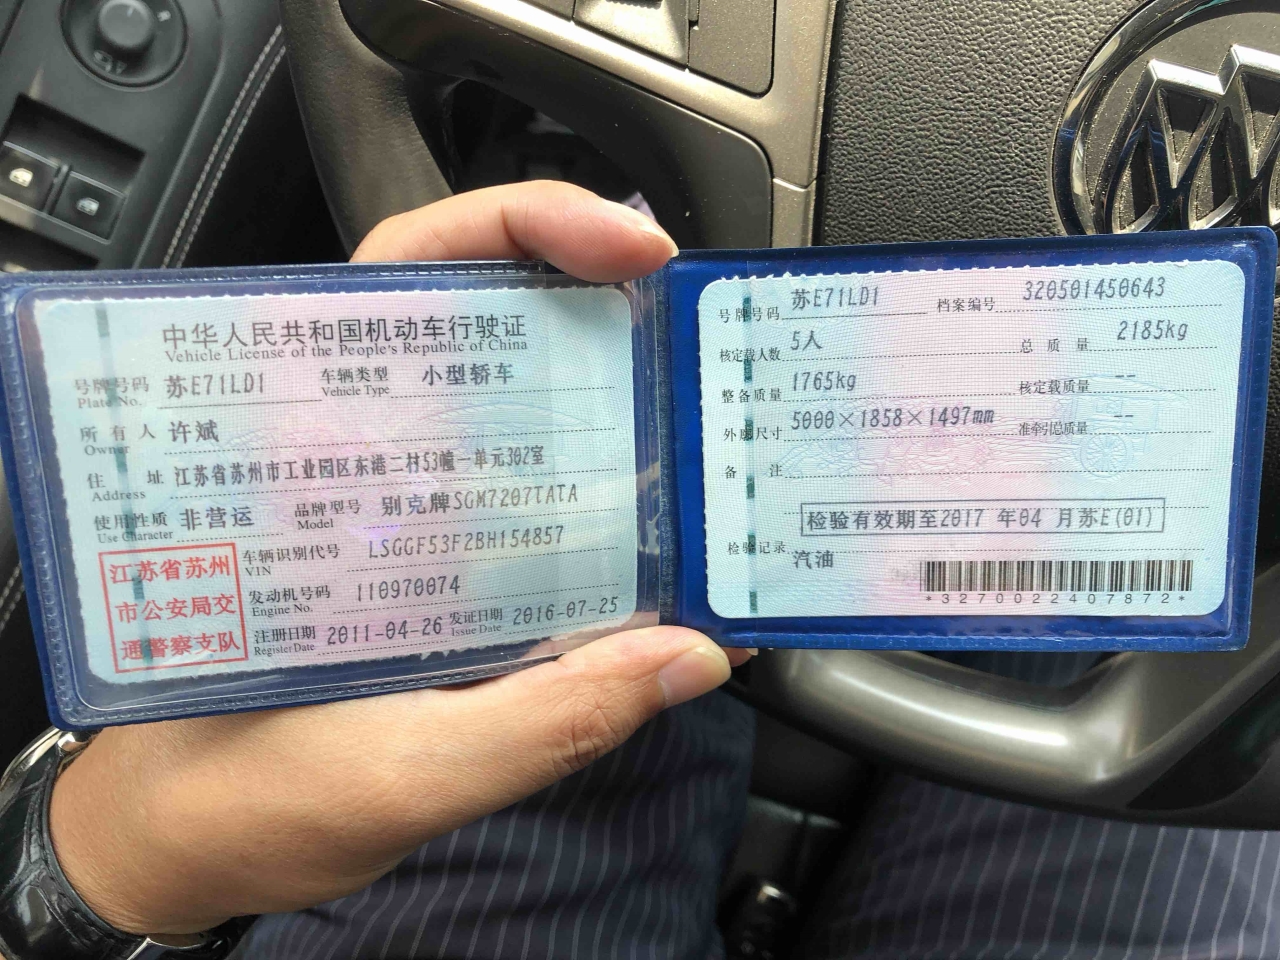 中华人民共和国机动车行驶证
Vehicle License of the People's Republic of China
号牌号码 苏E71LD1 车辆类型 小型轿车
Plate No. Vehicle Type
所有人 许斌
Owner
住址 江苏省苏州市工业园区东港二村53幢一单元302室
Address
使用性质 非营运 品牌型号 别克牌SGM7207TATA
Use Character Model
车辆识别代号 LSGGF53F2BH154857
VIN
发动机号码 110970074
Engine No.
注册日期 2011-04-26 发证日期 2016-07-25
Register Date Issue Date
江苏省苏州
市公安局交
通警察支队
号牌号码 苏E71LD1 档案编号 320501450643
核定载人数 5人 总质量 2185kg
整备质量 1765kg 核定载质量 --
外廓尺寸 5000×1858×1497mm 准牵引总质量 --
备注
检验有效期至2017 年04 月苏E(01)
检验记录
汽油
*3270022407872*